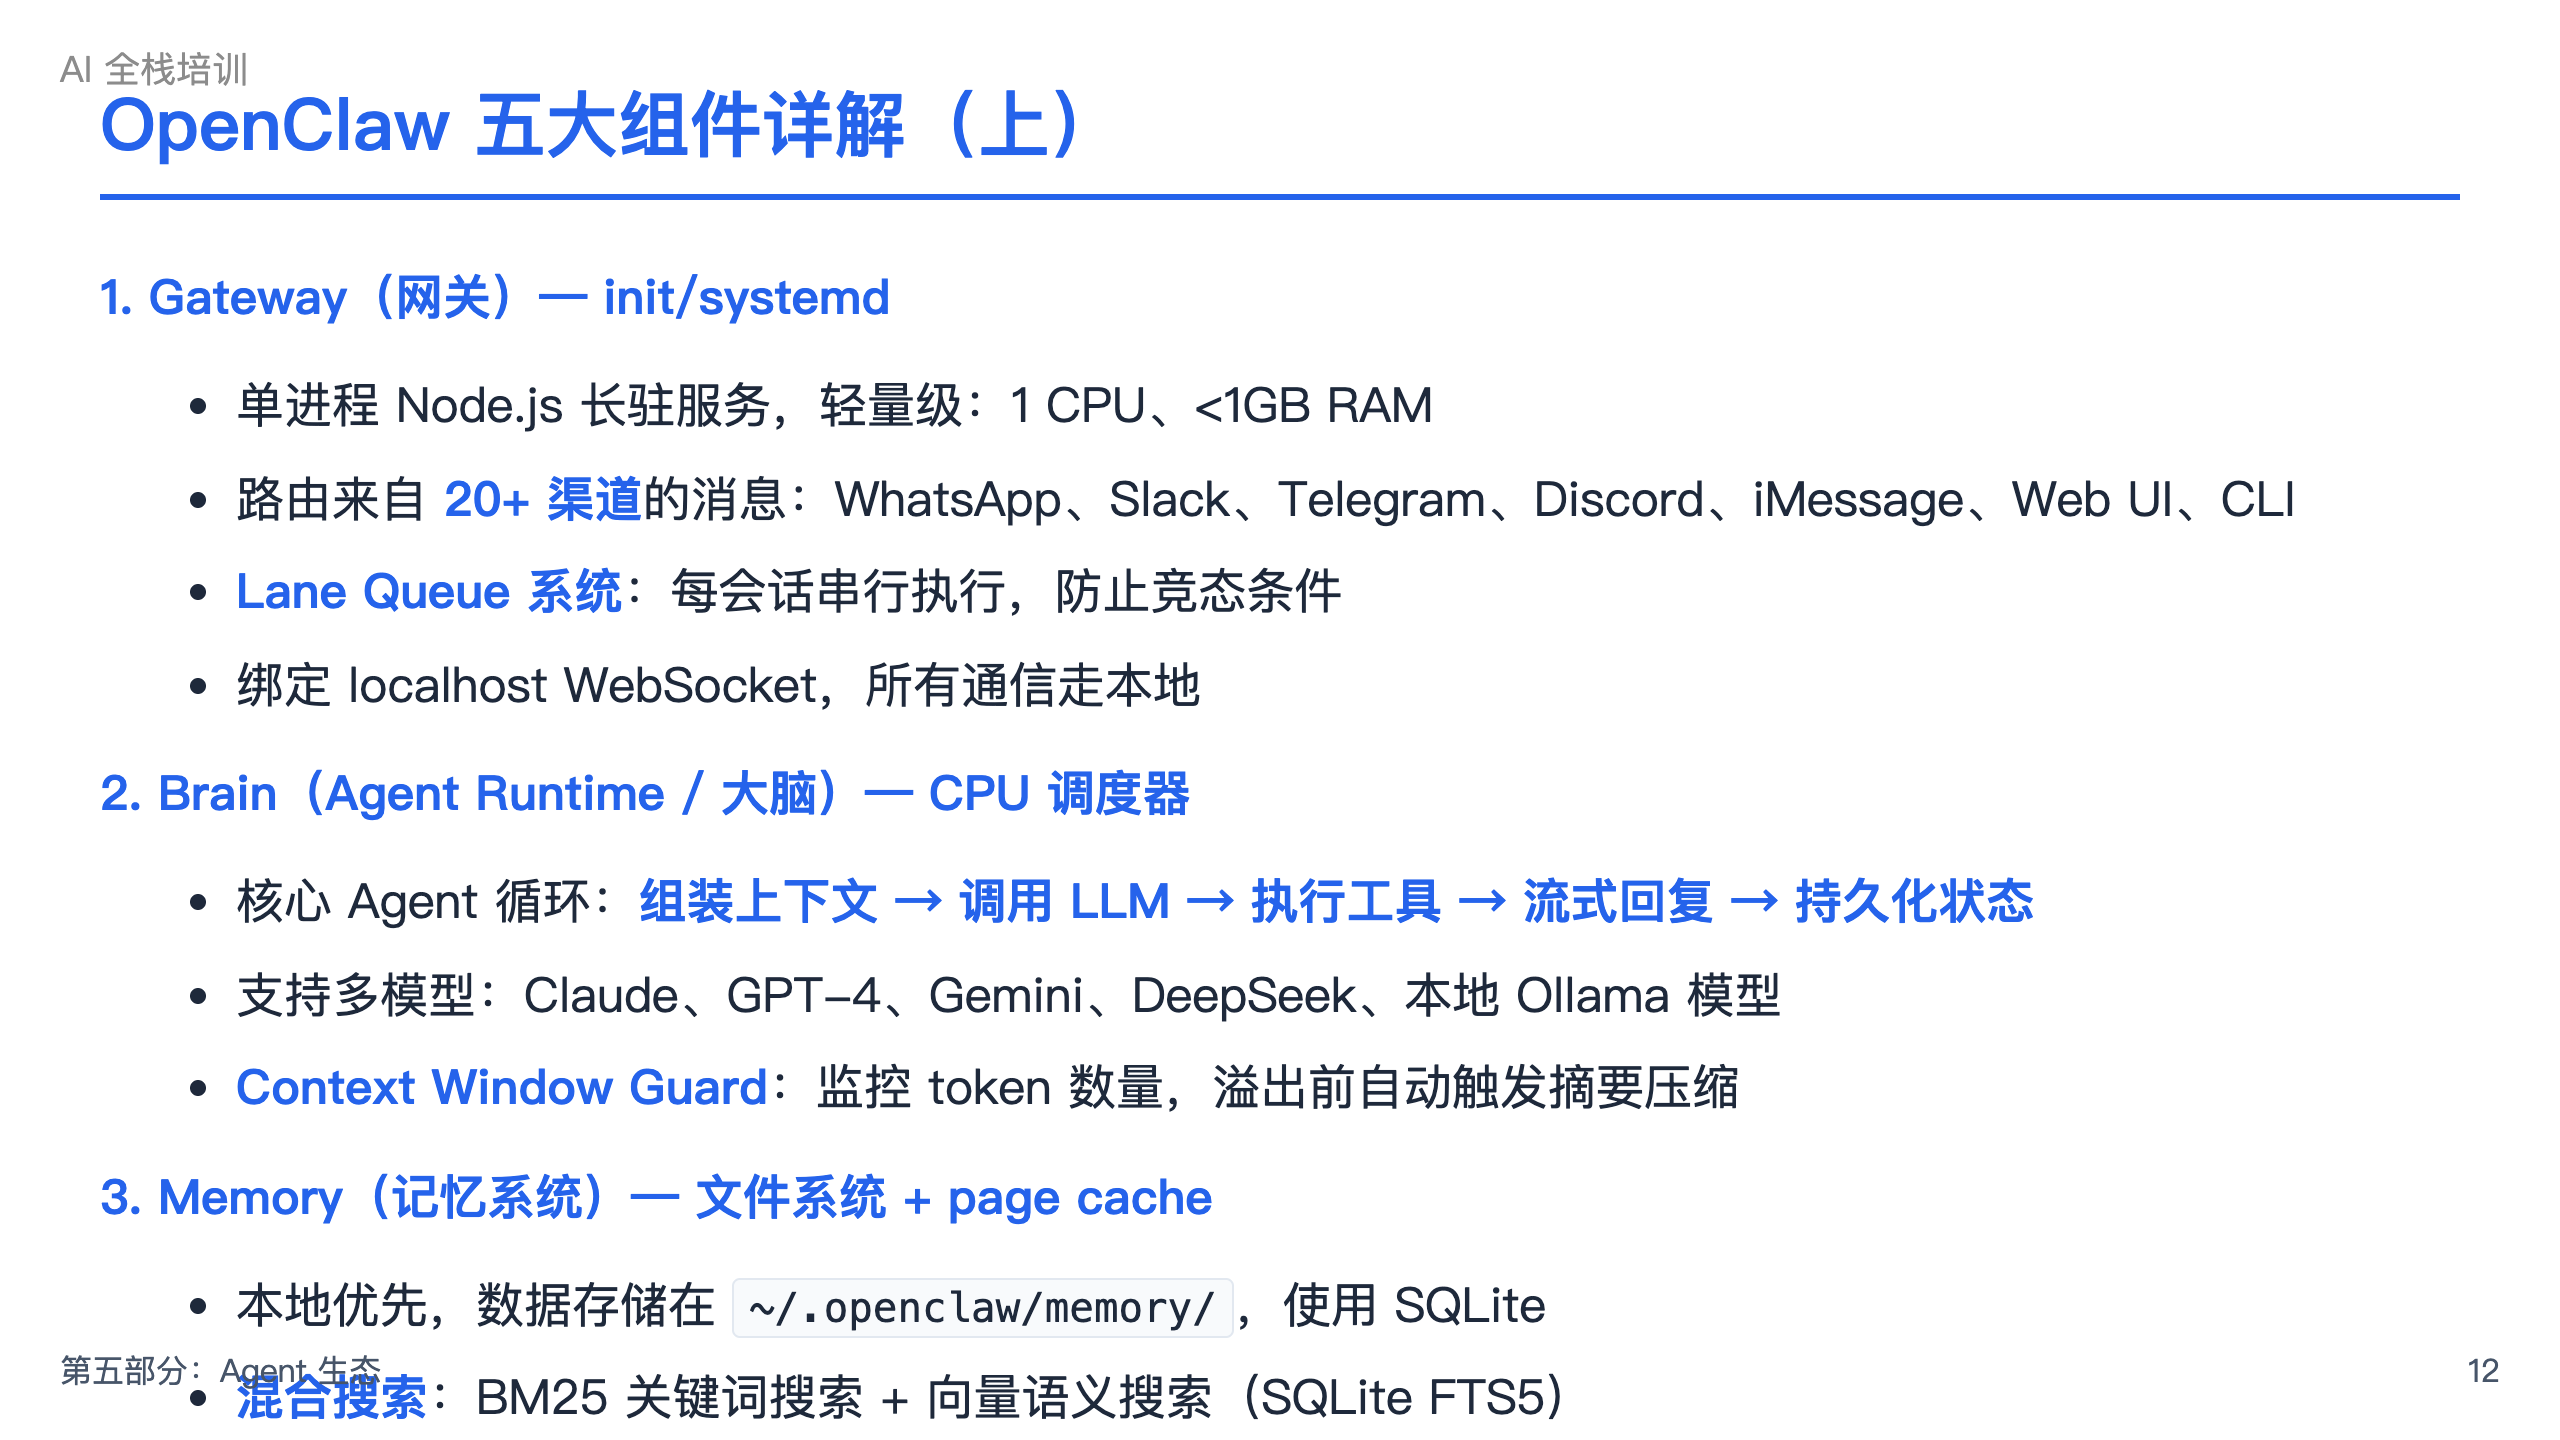 AI 全栈培训
OpenClaw 五大组件详解（上）
1. Gateway（网关）— init/systemd
• 单进程 Node.js 长驻服务，轻量级：1 CPU、<1GB RAM
• 路由来自 20+ 渠道的消息：WhatsApp、Slack、Telegram、Discord、iMessage、Web UI、CLI
• Lane Queue 系统：每会话串行执行，防止竞态条件
• 绑定 localhost WebSocket，所有通信走本地
2. Brain（Agent Runtime / 大脑）— CPU 调度器
• 核心 Agent 循环：组装上下文 → 调用 LLM → 执行工具 → 流式回复 → 持久化状态
• 支持多模型：Claude、GPT-4、Gemini、DeepSeek、本地 Ollama 模型
• Context Window Guard：监控 token 数量，溢出前自动触发摘要压缩
3. Memory（记忆系统）— 文件系统 + page cache
• 本地优先，数据存储在 ~/.openclaw/memory/，使用 SQLite
• 混合搜索：BM25 关键词搜索 + 向量语义搜索（SQLite FTS5）
第五部分：Agent 生态
12